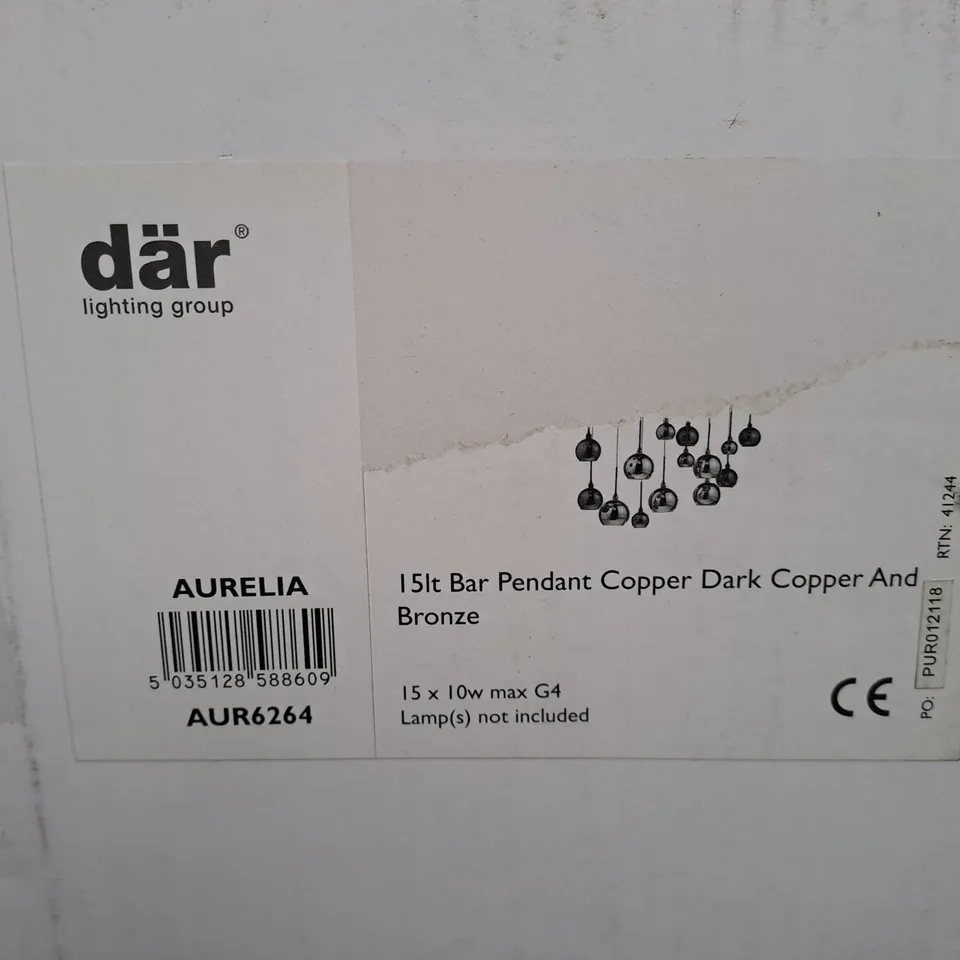 där®
lighting group
AURELIA
5 035128 588609
AUR6264
15lt Bar Pendant Copper Dark Copper And
Bronze
15 x 10w max G4
Lamp(s) not included
CE
PO: PUR012118 RTN: 41244